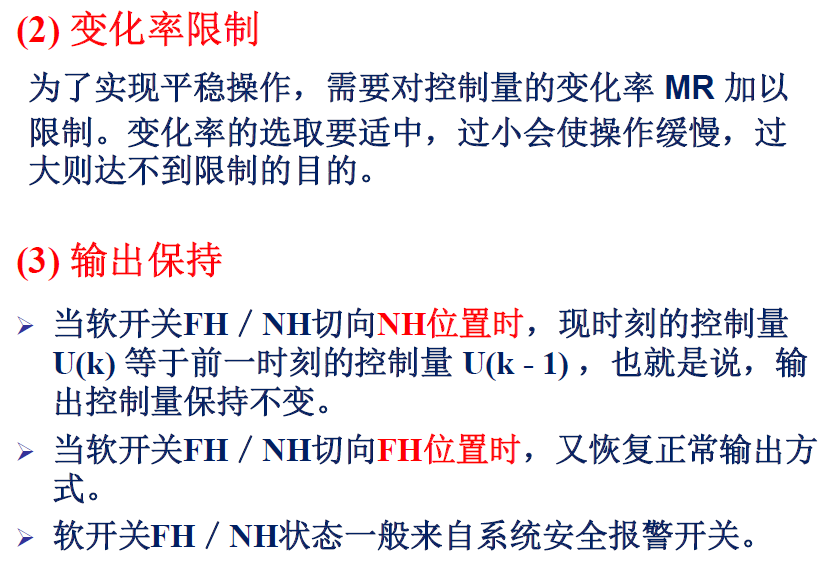 (2) 变化率限制
为了实现平稳操作，需要对控制量的变化率 MR 加以
限制。变化率的选取要适中，过小会使操作缓慢，过
大则达不到限制的目的。
(3) 输出保持
➢ 当软开关FH／NH切向NH位置时，现时刻的控制量
U(k) 等于前一时刻的控制量 U(k - 1) ，也就是说，输
出控制量保持不变。
➢ 当软开关FH／NH切向FH位置时，又恢复正常输出方
式。
➢ 软开关FH／NH状态一般来自系统安全报警开关。